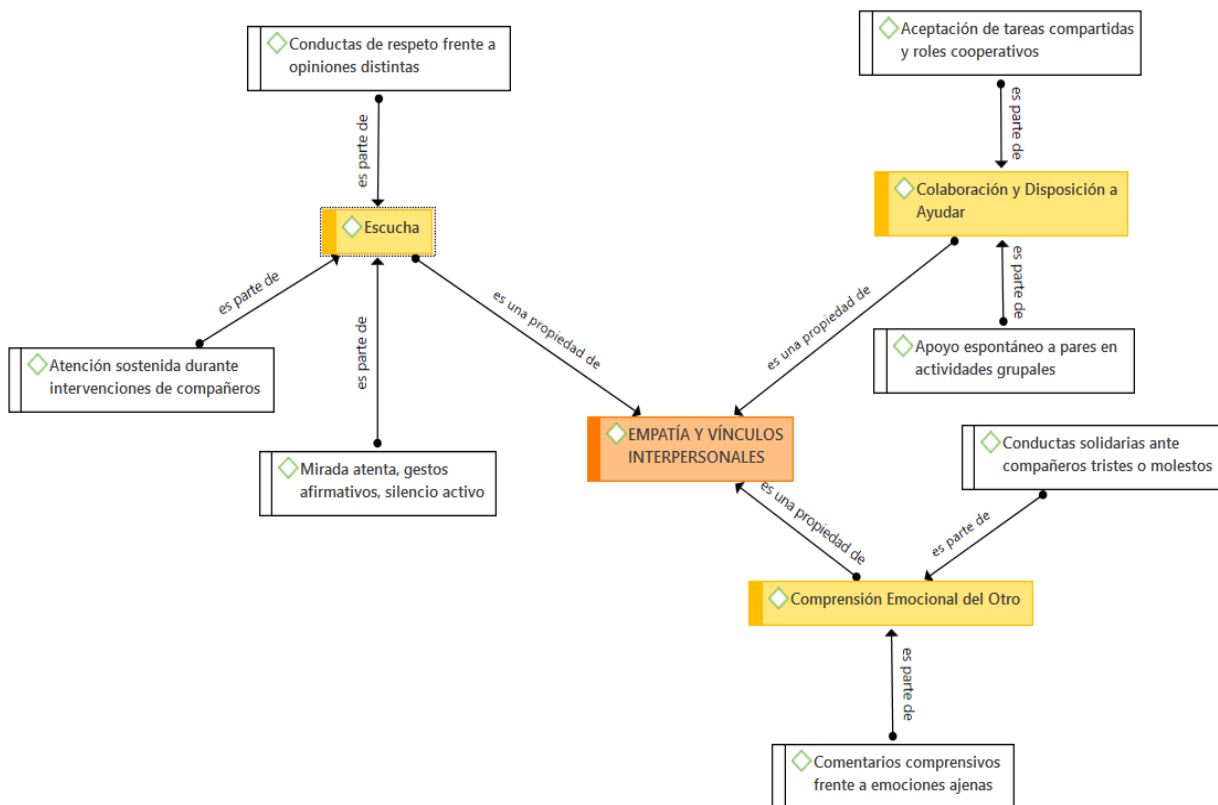 Conductas de respeto frente a
opiniones distintas
Aceptación de tareas compartidas
y roles cooperativos
es parte de
es parte de
Colaboración y Disposición a
Ayudar
Escucha
es parte de
es parte de
es una propiedad de
es una propiedad de
es parte de
Atención sostenida durante
intervenciones de compañeros
Apoyo espontáneo a pares en
actividades grupales
EMPATÍA Y VÍNCULOS
INTERPERSONALES
Conductas solidarias ante
compañeros tristes o molestos
Mirada atenta, gestos
afirmativos, silencio activo
es una propiedad de
es parte de
Comprensión Emocional del Otro
es parte de
Comentarios comprensivos
frente a emociones ajenas